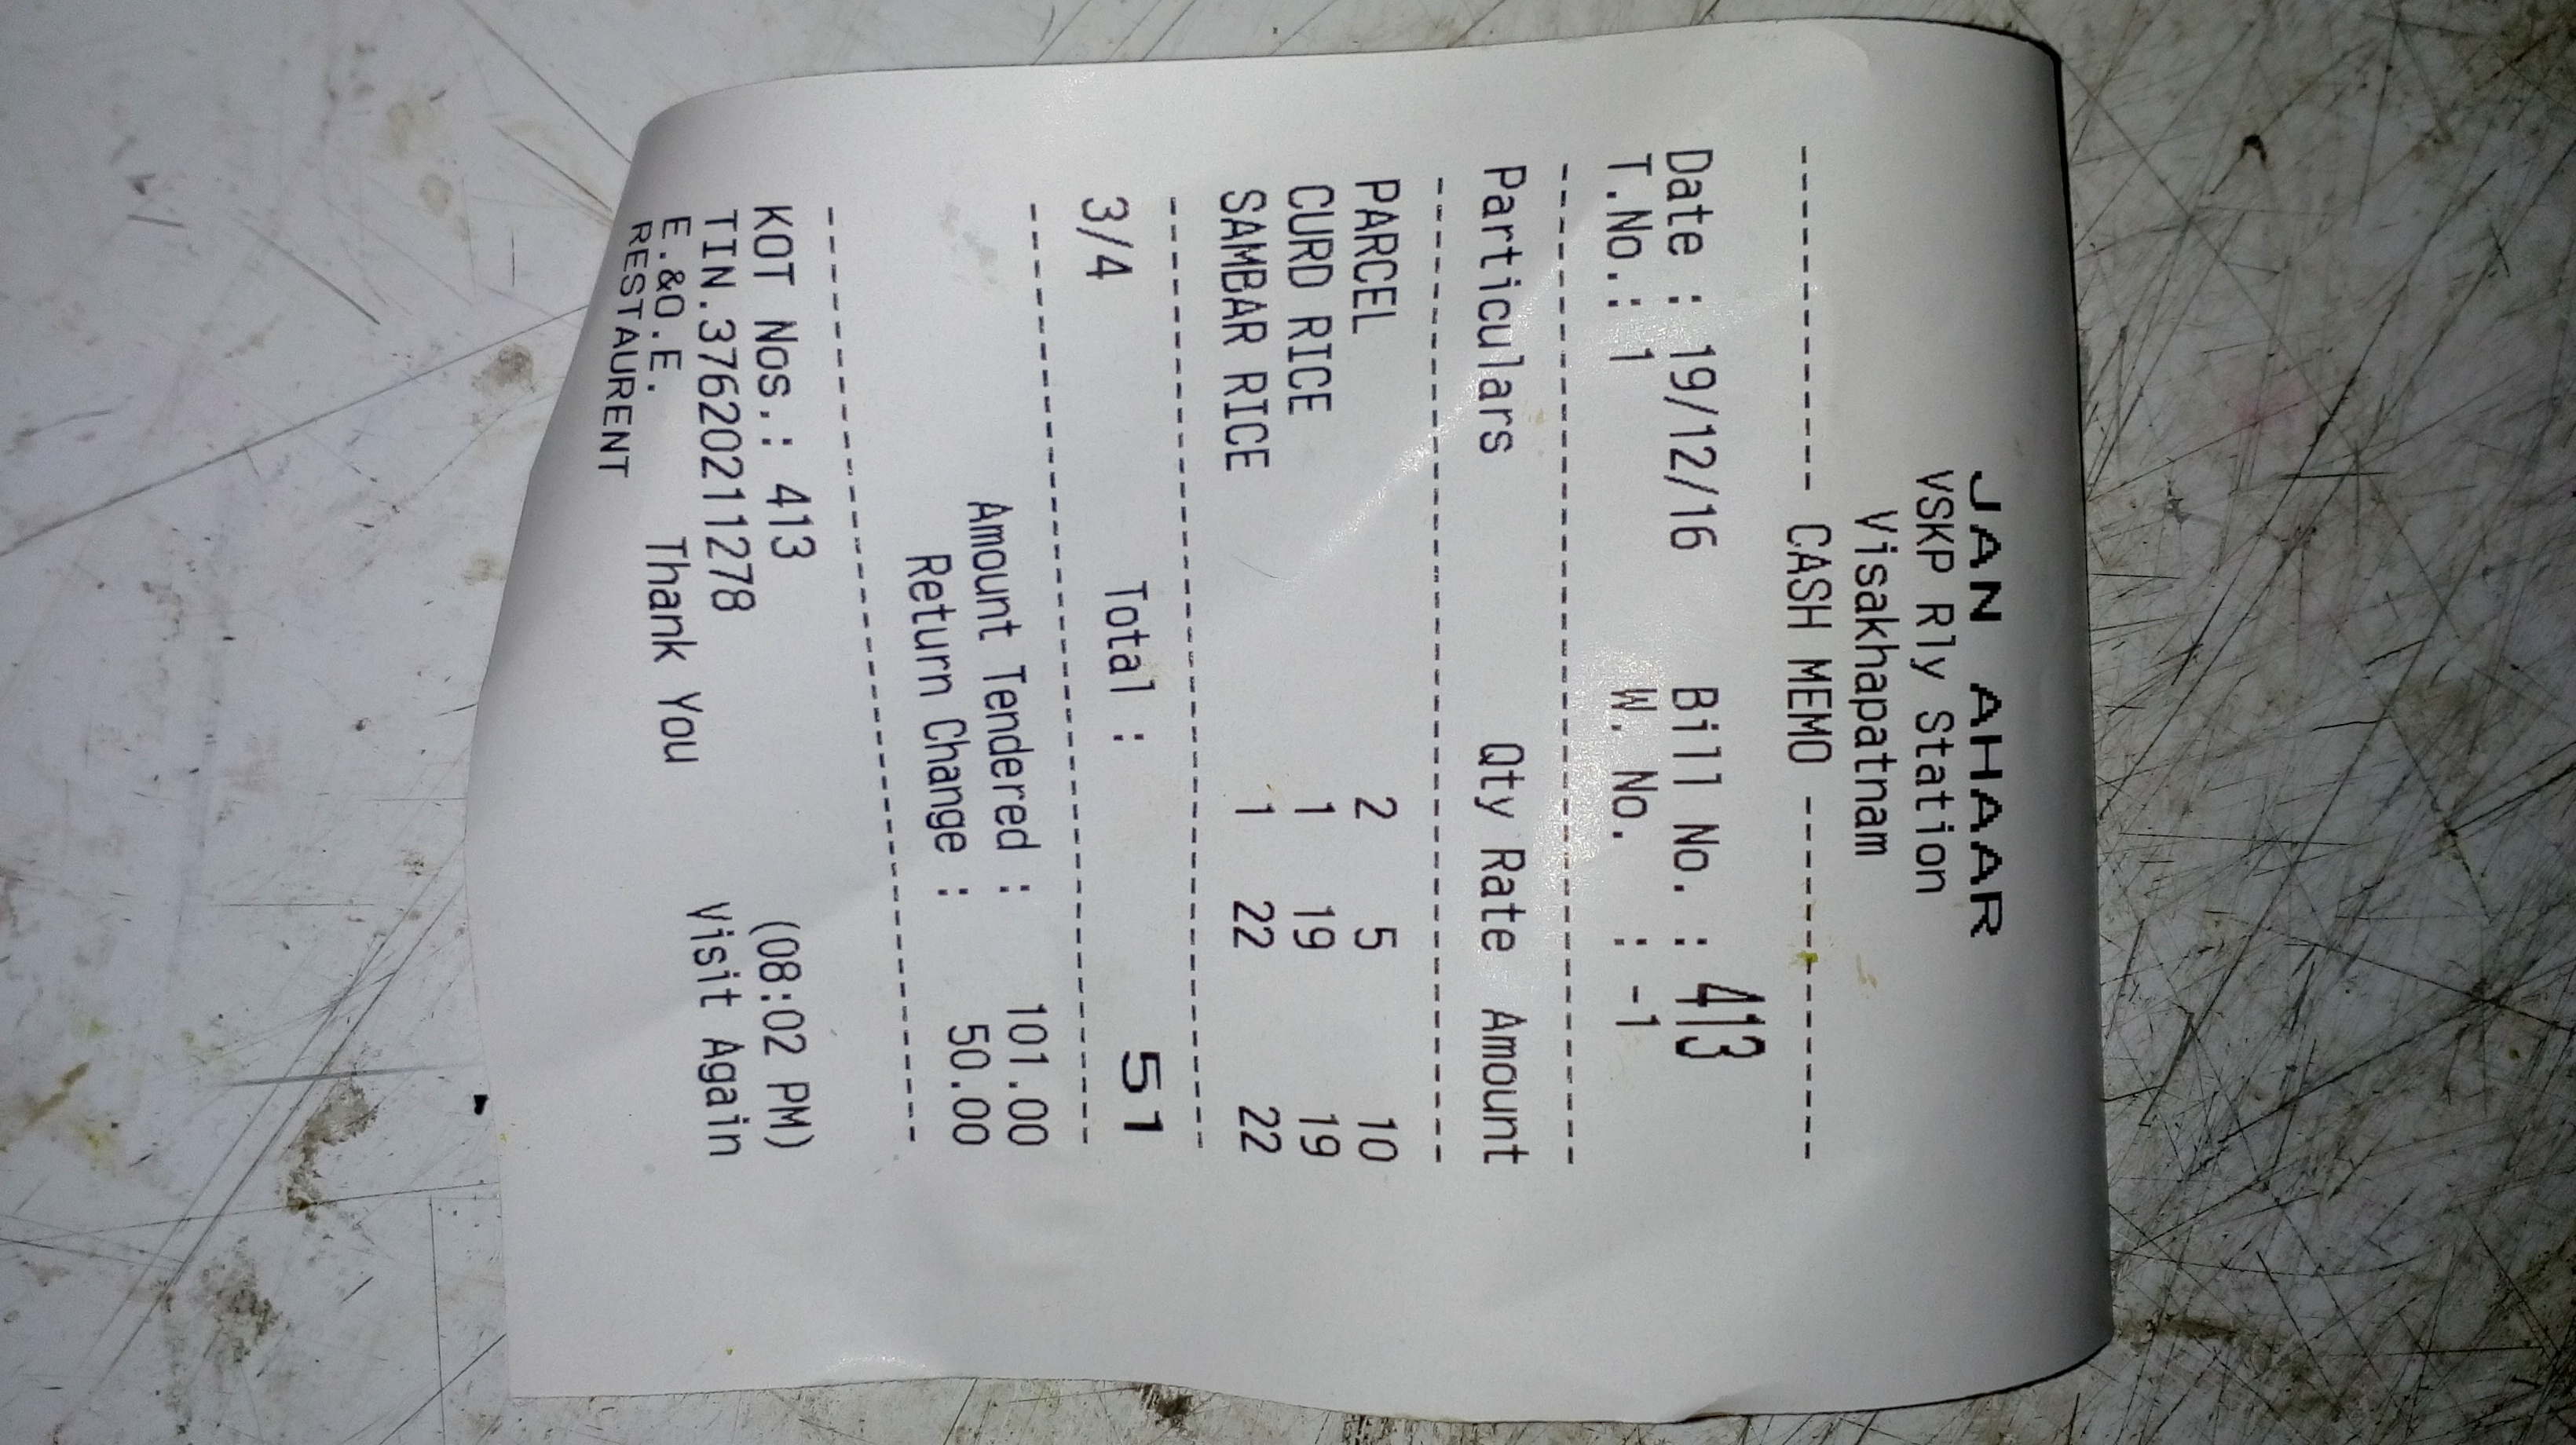 JAN AHAAR
VSKP Rly Station
Visakhapatnam
------------- CASH MEMO -------------
Date : 19/12/16 Bill No. : 413
T.No.: 1 W. No. : -1
Particulars Qty Rate Amount
PARCEL 2 5 10
CURD RICE 1 19 19
SAMBAR RICE 1 22 22
3/4 Total : 51
Amount Tendered : 101.00
Return Change : 50.00
KOT Nos.: 413 (08:02 PM)
TIN.37620211278 Visit Again
E.&O.E. Thank You
RESTAURENT